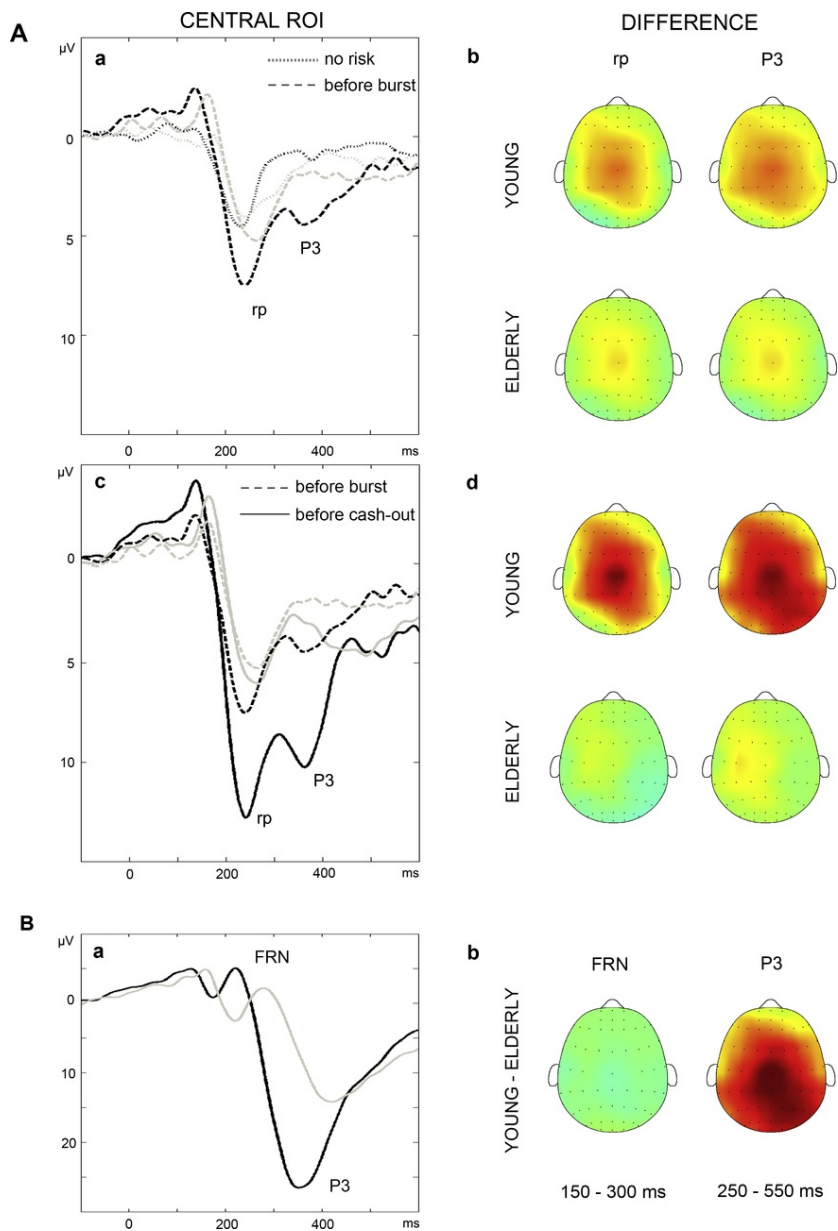 CENTRAL ROI
DIFFERENCE
A
µV
a
no risk
before burst
0
5
10
P3
rp
0
200
400
ms
b
rp
P3
YOUNG
ELDERLY
µV
c
before burst
before cash-out
0
5
10
P3
rp
0
200
400
ms
d
YOUNG
ELDERLY
B
µV
a
FRN
0
10
20
P3
0
200
400
ms
b
FRN
P3
YOUNG - ELDERLY
150 - 300 ms
250 - 550 ms